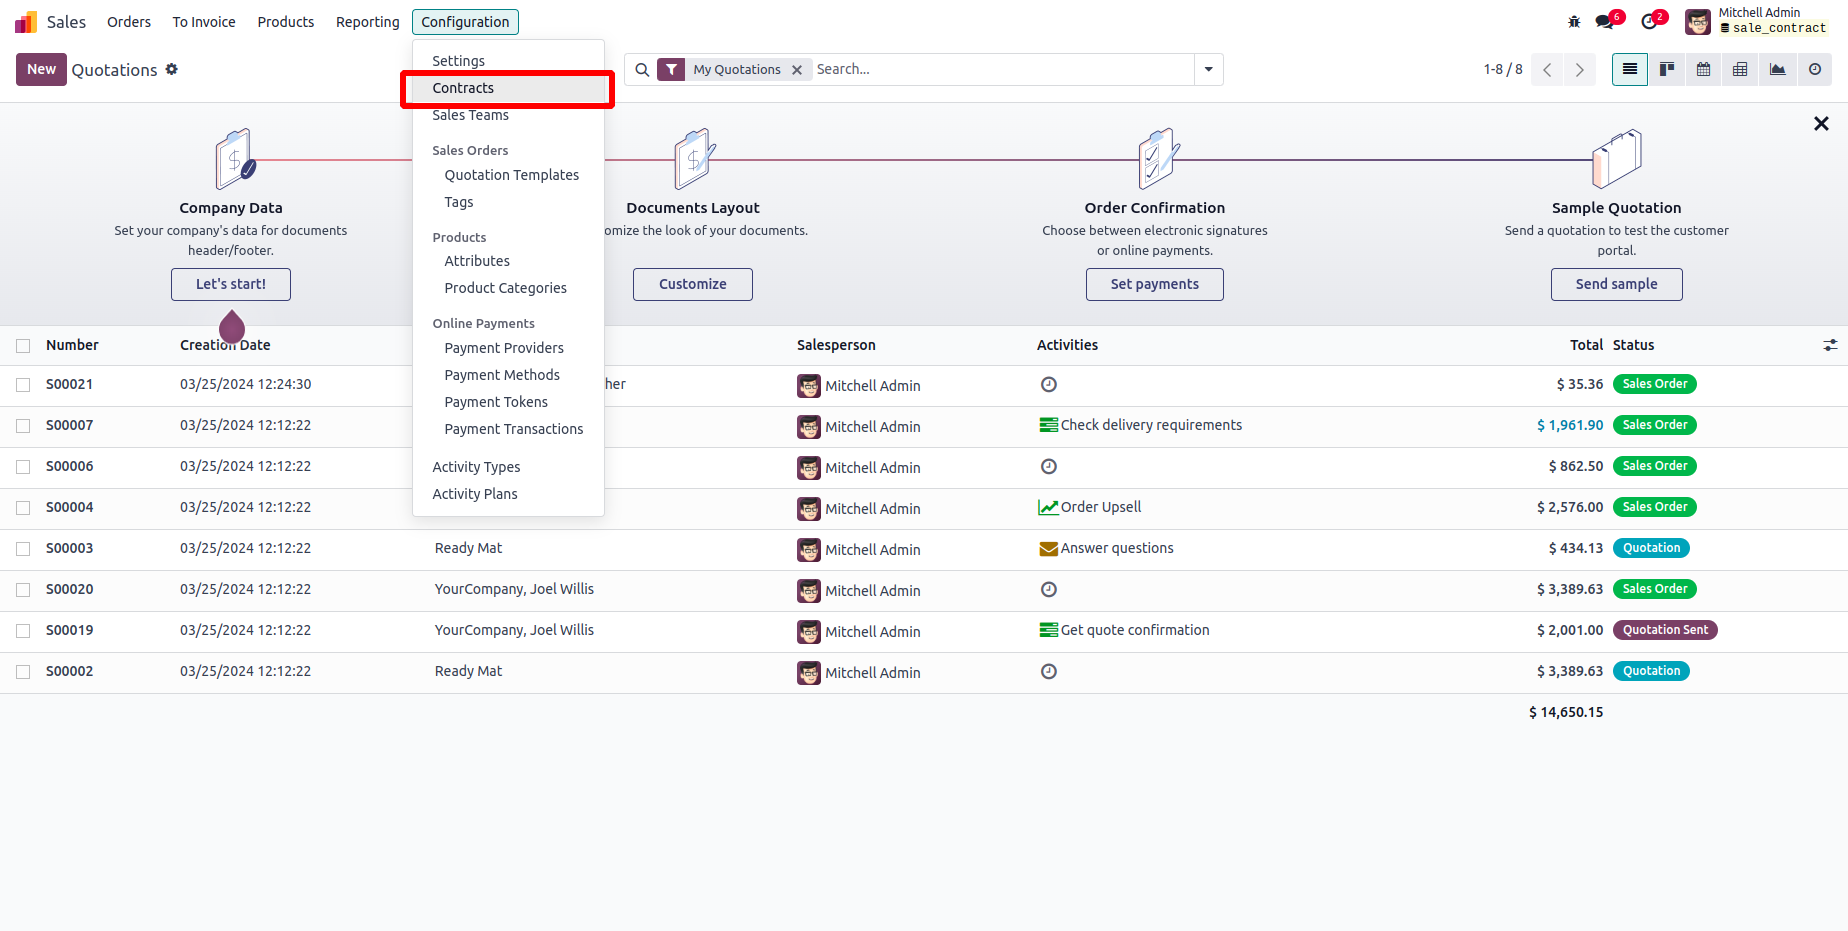 Sales Orders To Invoice Products Reporting Configuration 6 2 Mitchell Admin
sale_contract
New Quotations My Quotations Search... 1-8 / 8
Settings
Contracts
Sales Teams
Sales Orders
Quotation Templates
Tags
Products
Attributes
Product Categories
Online Payments
Payment Providers
Payment Methods
Payment Tokens
Payment Transactions
Activity Types
Activity Plans
Company Data
Set your company's data for documents
header/footer.
Let's start!
Documents Layout
omize the look of your documents.
Customize
Order Confirmation
Choose between electronic signatures
or online payments.
Set payments
Sample Quotation
Send a quotation to test the customer
portal.
Send sample
Number Creation Date Salesperson Activities Total Status
S00021 03/25/2024 12:24:30 her Mitchell Admin $ 35.36 Sales Order
S00007 03/25/2024 12:12:22 Mitchell Admin Check delivery requirements $ 1,961.90 Sales Order
S00006 03/25/2024 12:12:22 Mitchell Admin $ 862.50 Sales Order
S00004 03/25/2024 12:12:22 Mitchell Admin Order Upsell $ 2,576.00 Sales Order
S00003 03/25/2024 12:12:22 Ready Mat Mitchell Admin Answer questions $ 434.13 Quotation
S00020 03/25/2024 12:12:22 YourCompany, Joel Willis Mitchell Admin $ 3,389.63 Sales Order
S00019 03/25/2024 12:12:22 YourCompany, Joel Willis Mitchell Admin Get quote confirmation $ 2,001.00 Quotation Sent
S00002 03/25/2024 12:12:22 Ready Mat Mitchell Admin $ 3,389.63 Quotation
$ 14,650.15